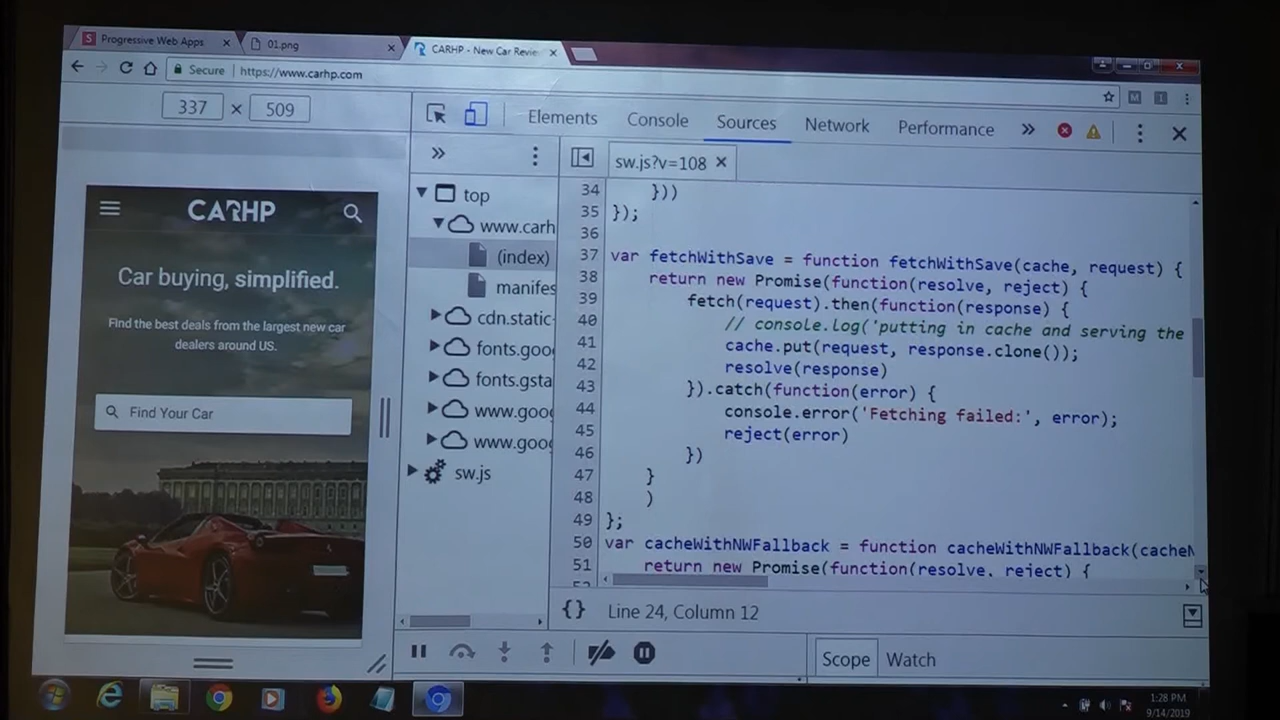 Progressive Web Apps
01.png
CARHP - New Car Revie
Secure
https://www.carhp.com
337 × 509
Elements Console Sources Network Performance
sw.js?v=108
top
www.carh
(index)
manifes
cdn.static-
fonts.goo
fonts.gsta
www.goo
www.goo
sw.js
CARHP
Car buying, simplified.
Find the best deals from the largest new car
dealers around US.
Find Your Car
34 }))
35 });
36
37 var fetchWithSave = function fetchWithSave(cache, request) {
38 return new Promise(function(resolve, reject) {
39 fetch(request).then(function(response) {
40 // console.log('putting in cache and serving the
41 cache.put(request, response.clone());
42 resolve(response)
43 }).catch(function(error) {
44 console.error('Fetching failed:', error);
45 reject(error)
46 })
47 }
48 )
49 };
50 var cacheWithNWFallback = function cacheWithNWFallback(cacheN
51 return new Promise(function(resolve, reject) {
{} Line 24, Column 12
Scope Watch
1:28 PM
9/14/2019